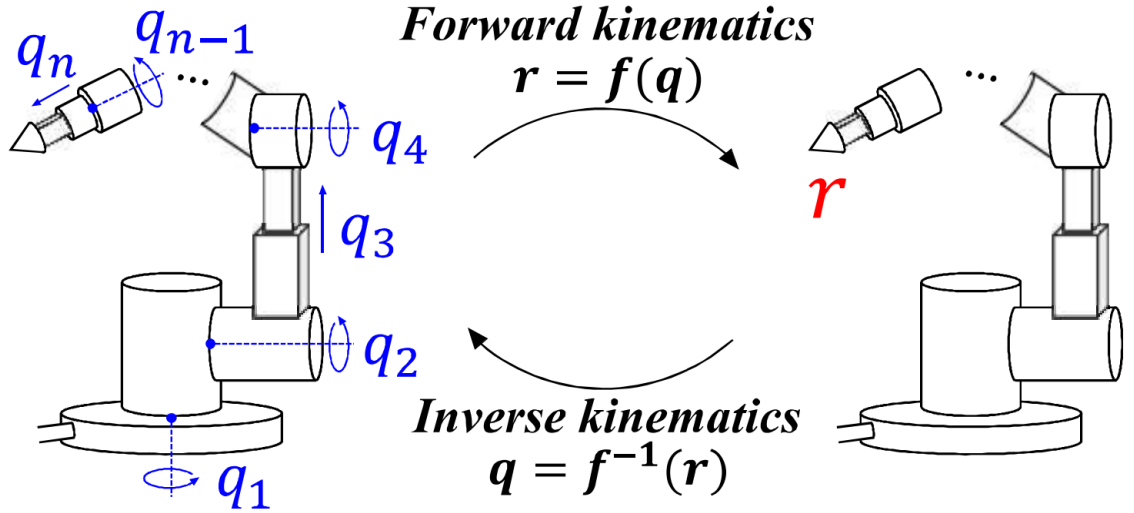 Forward kinematics
r = f(q)
q_n
q_{n−1}
...
q_4
q_3
q_2
q_1
...
r
Inverse kinematics
q = f^{−1}(r)